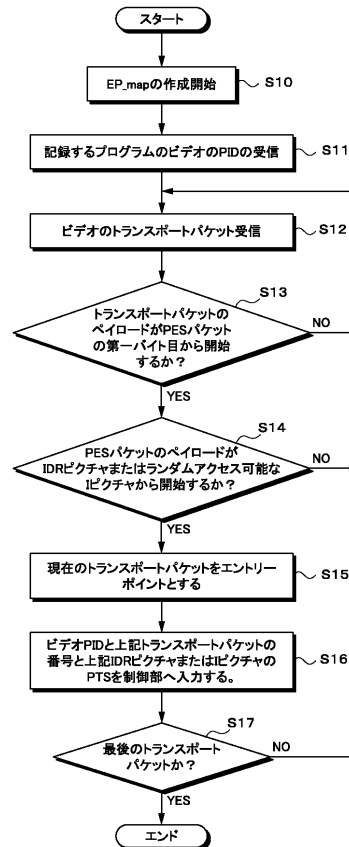 スタート
EP_mapの作成開始
S10
記録するプログラムのビデオのPIDの受信
S11
ビデオのトランスポートパケット受信
S12
S13
トランスポートパケットの
ペイロードがPESパケット
の第一バイト目から開始
するか？
NO
YES
S14
PESパケットのペイロードが
IDRピクチャまたはランダムアクセス可能な
Iピクチャから開始するか？
NO
YES
現在のトランスポートパケットをエントリー
ポイントとする
S15
ビデオPIDと上記トランスポートパケットの
番号と上記IDRピクチャまたはIピクチャの
PTSを制御部へ入力する。
S16
S17
最後のトランスポート
パケットか？
NO
YES
エンド